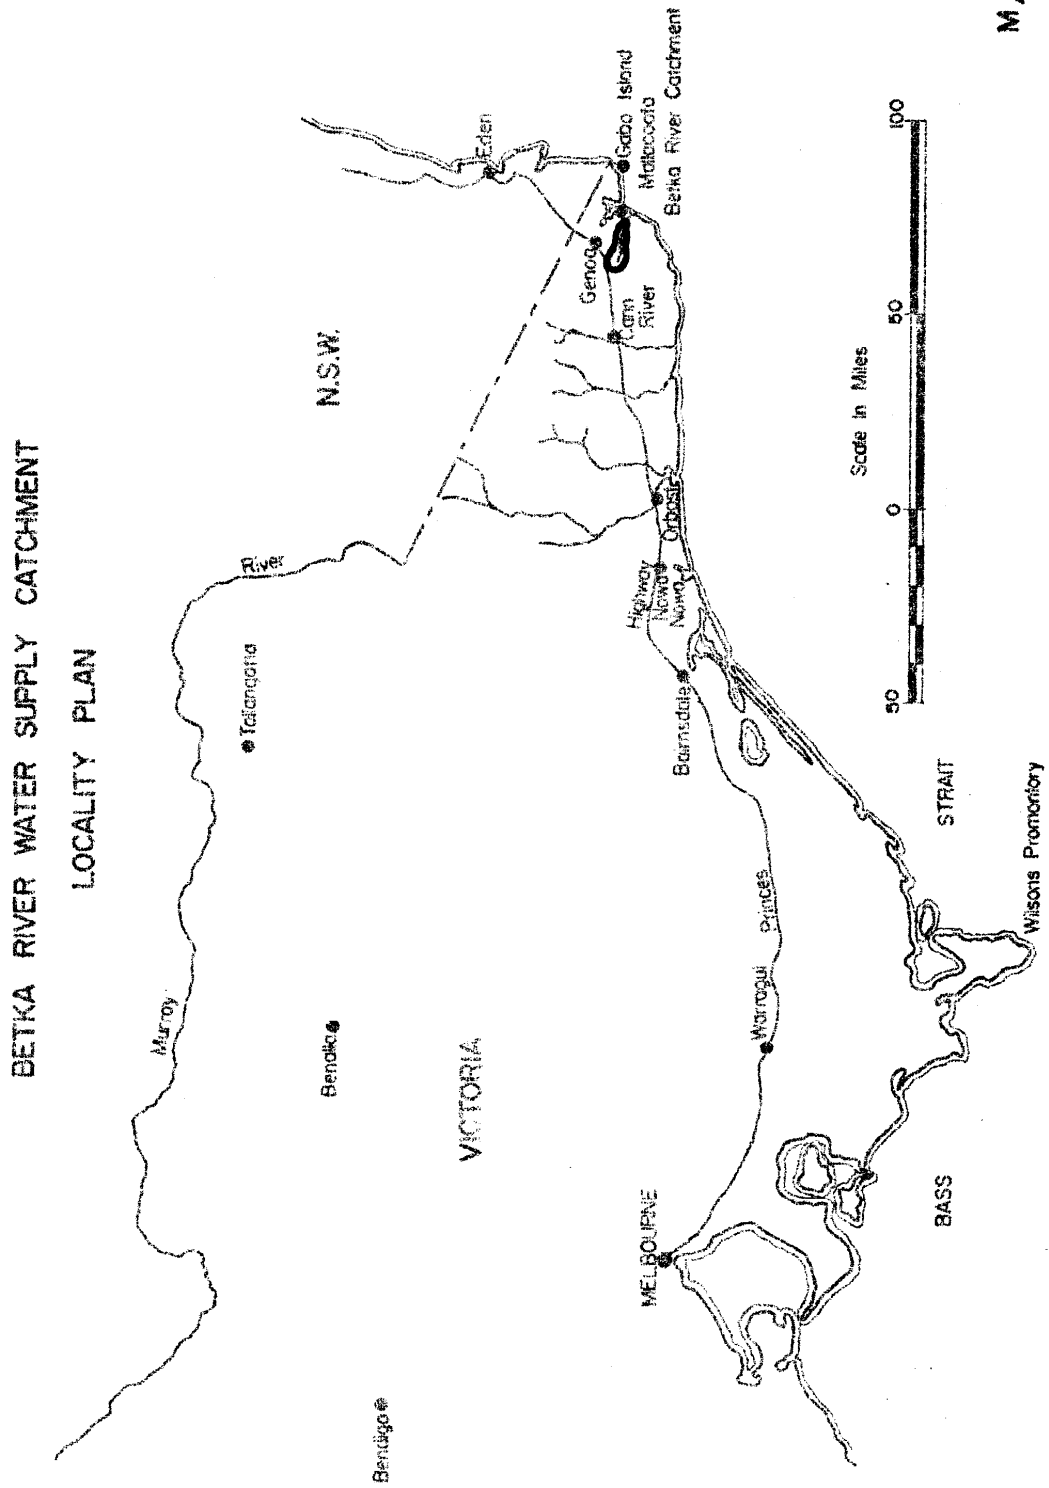 BETKA RIVER WATER SUPPLY CATCHMENT
LOCALITY PLAN
N.S.W.
River
Murray
Talangatta
Benalla
VICTORIA
Bendigo
MELBOURNE
Warragul
Princes
Highway
Bairnsdale
Nowa
Nowa
Orbost
Cann
River
Genoa
Eden
Gabo Island
Mallacoota
Betka River Catchment
BASS
STRAIT
Wilsons Promontory
Scale in Miles
50
0
50
100